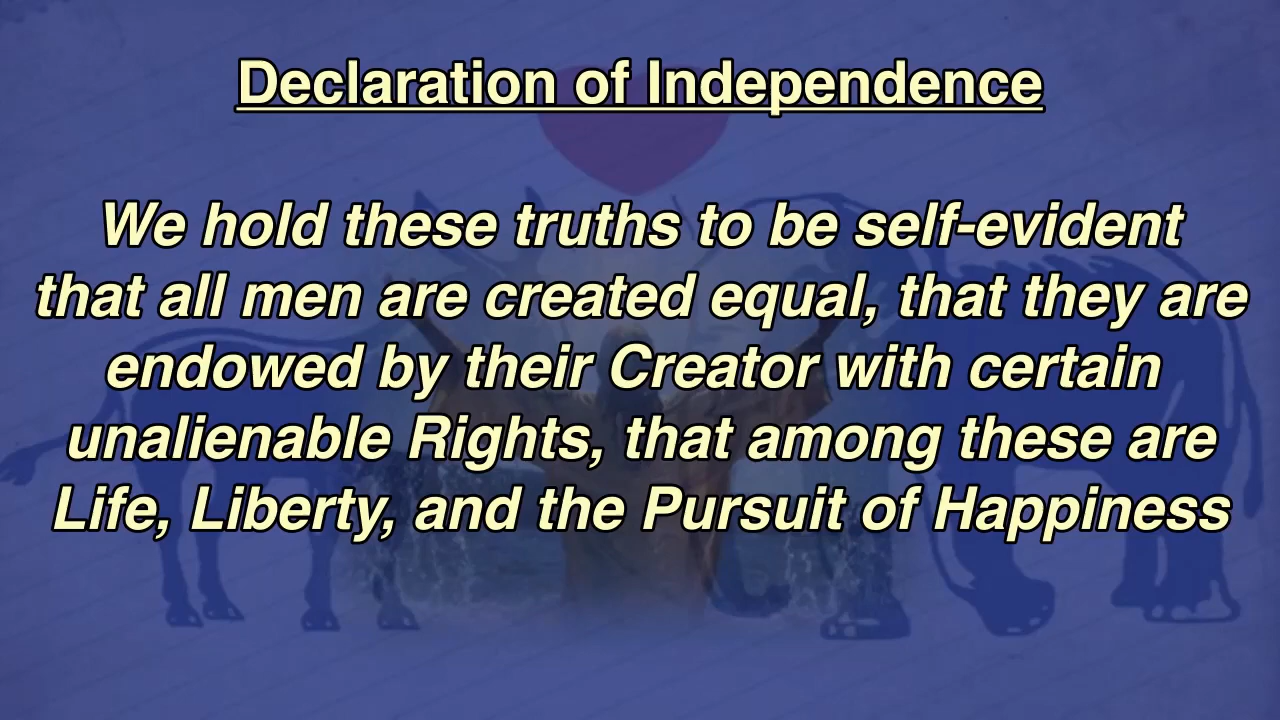 Declaration of Independence
We hold these truths to be self-evident
that all men are created equal, that they are
endowed by their Creator with certain
unalienable Rights, that among these are
Life, Liberty, and the Pursuit of Happiness